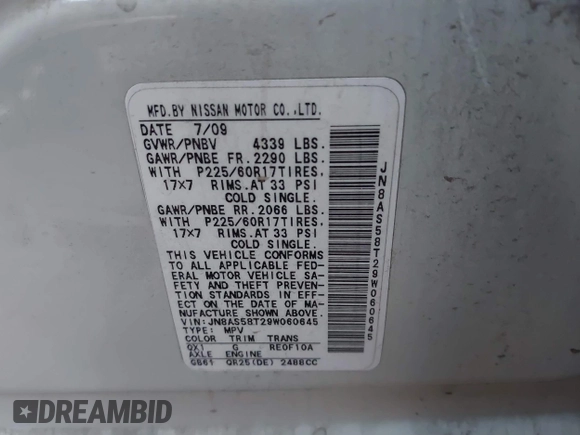 MFD.BY NISSAN MOTOR CO.,LTD.
DATE 7/09
GVWR/PNBV 4339 LBS.
GAWR/PNBE FR. 2290 LBS.
WITH P225/60R17TIRES,
17X7 RIMS.AT 33 PSI
COLD SINGLE.
GAWR/PNBE RR. 2066 LBS.
WITH P225/60R17TIRES,
17X7 RIMS.AT 33 PSI
COLD SINGLE.
THIS VEHICLE CONFORMS
TO ALL APPLICABLE FED-
ERAL MOTOR VEHICLE SA-
FETY AND THEFT PREVEN-
TION STANDARDS IN EFF-
ECT ON THE DATE OF MA-
NUFACTURE SHOWN ABOVE.
VIN: JN8AS58T29W060645
TYPE: MPV
COLOR TRIM TRANS
QX1 G RE0F10A
AXLE ENGINE
GB61 QR25(DE) 2488CC
JN8AS58T29W060645
DREAMBID